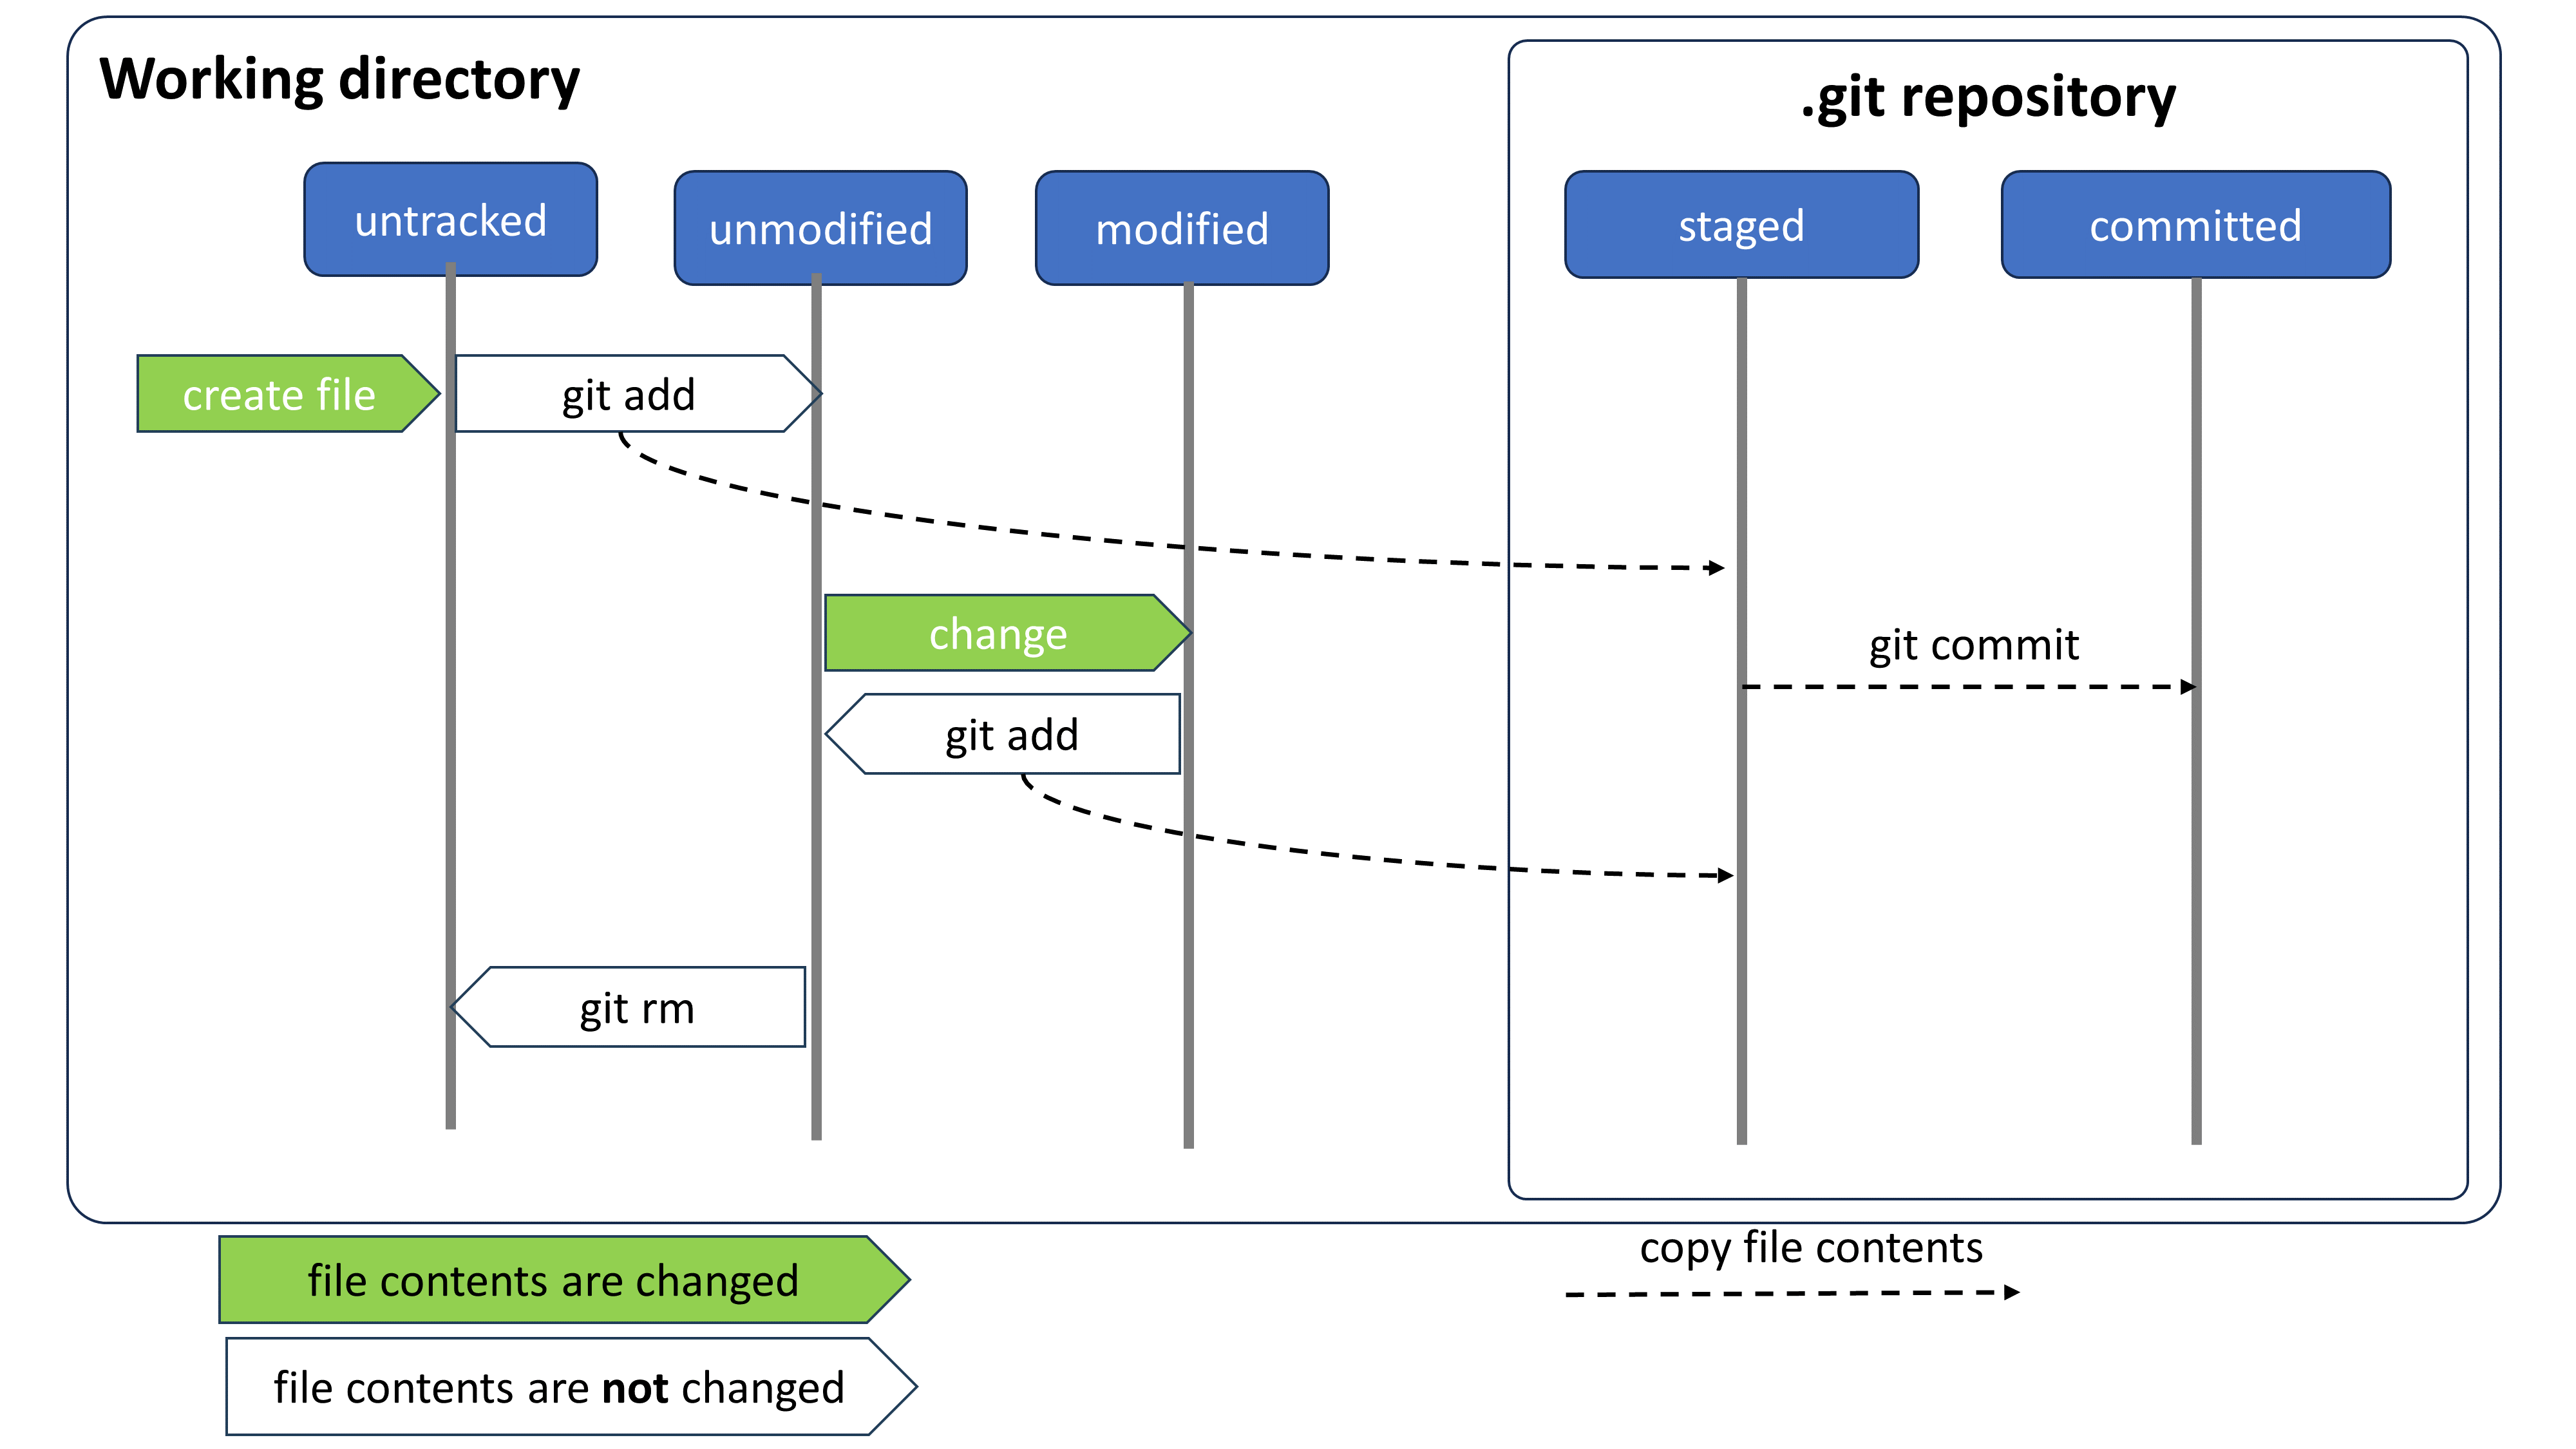 Working directory
.git repository
untracked
unmodified
modified
staged
committed
create file
git add
change
git commit
git add
git rm
file contents are changed
copy file contents
file contents are not changed